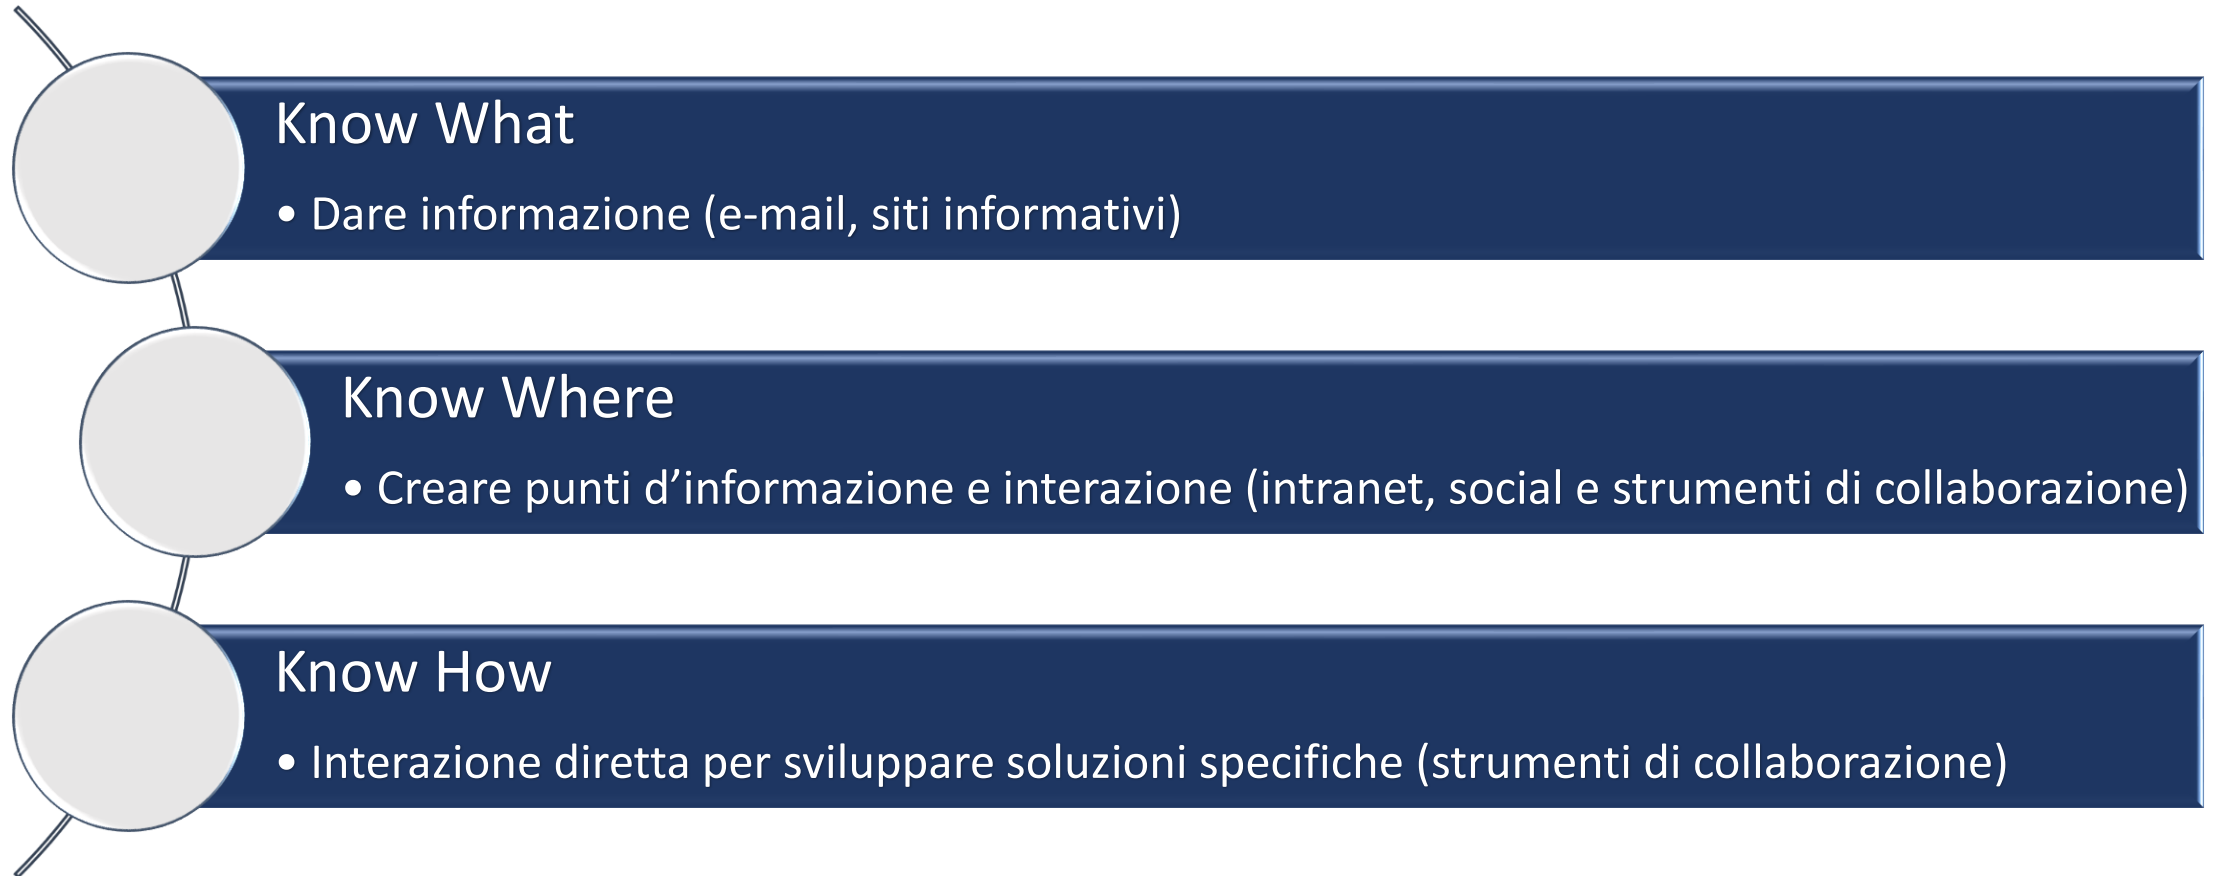 Know What
• Dare informazione (e-mail, siti informativi)
Know Where
• Creare punti d’informazione e interazione (intranet, social e strumenti di collaborazione)
Know How
• Interazione diretta per sviluppare soluzioni specifiche (strumenti di collaborazione)